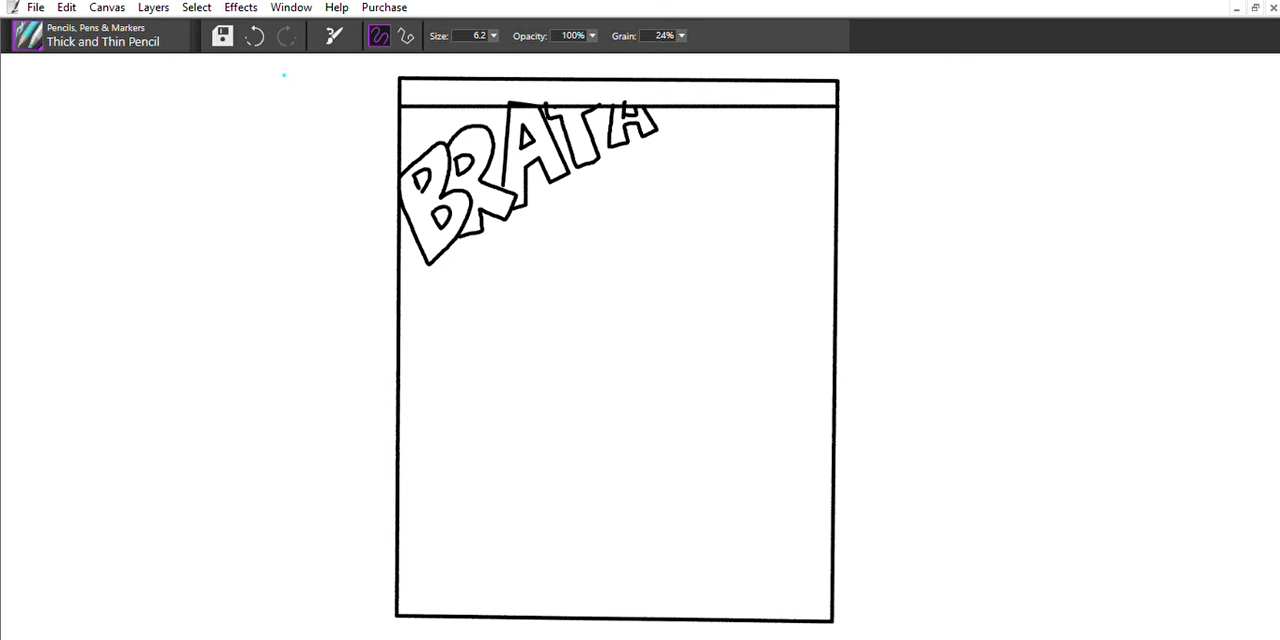 File Edit Canvas Layers Select Effects Window Help Purchase
Pencils, Pens & Markers
Thick and Thin Pencil
Size: 6.2 Opacity: 100% Grain: 24%
BRATA